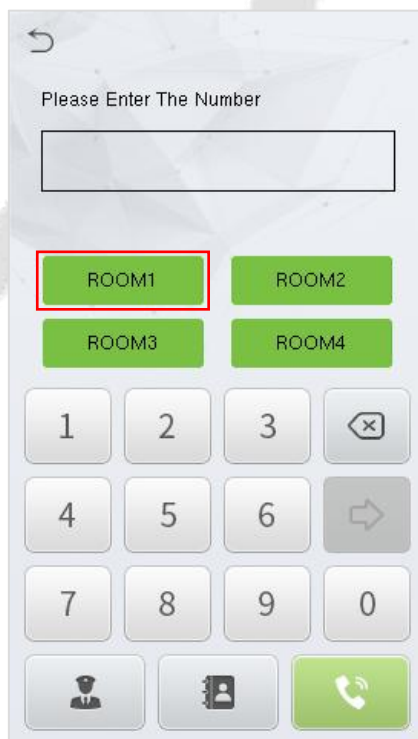 Please Enter The Number
ROOM1 ROOM2
ROOM3 ROOM4
1 2 3
4 5 6
7 8 9 0